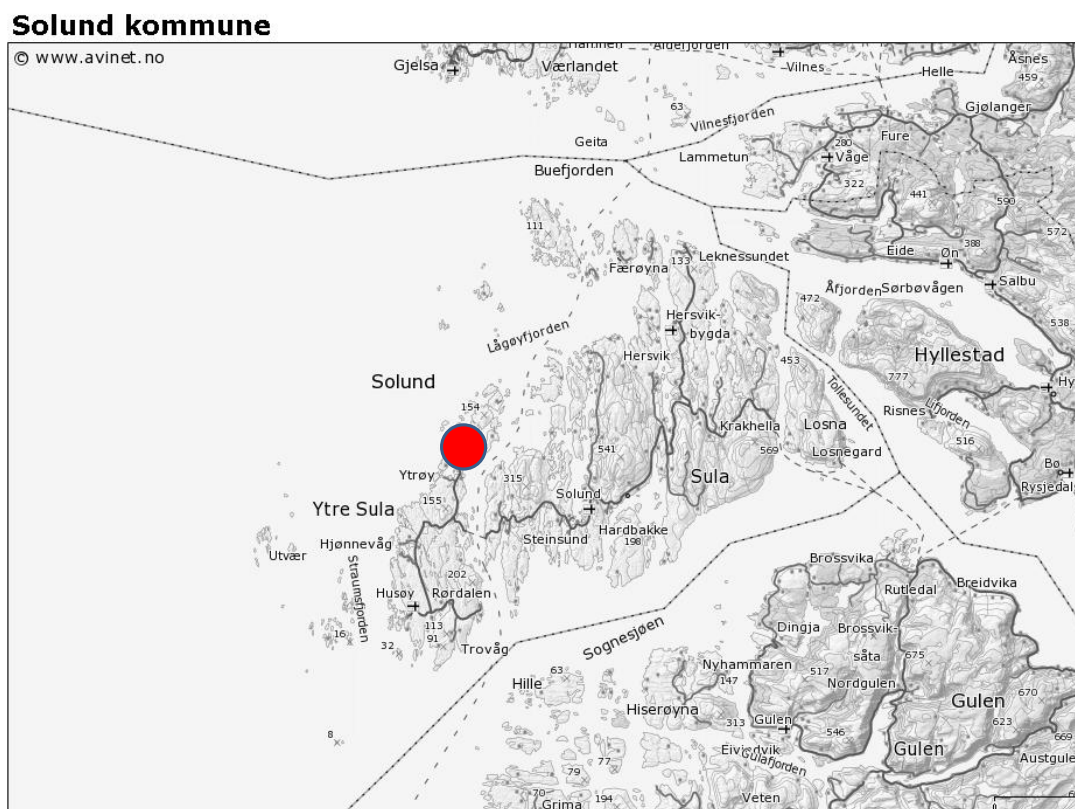 Solund kommune
© www.avinet.no
Gjelsa
Værlandet
Vilnes
Helle
Åsnes
459
63
Vilnesfjorden
Gjølanger
Geita
Lammetun
280
Våge
Fure
Buefjorden
322
441
590
111
572
Eide
Øn
388
Færøyna
133
Leknessundet
Salbu
Åfjorden
Sørbøvågen
472
Hersvik-
bygda
538
Lågøyfjorden
Hersvik
453
Hyllestad
Solund
777
Tollesundet
Hy
154
Risnes
Lifjorden
Krakhella
Losna
516
541
569
Losnegard
Ytrøy
315
Bø
155
Solund
Sula
Rysjedal
Ytre Sula
Hardbakke
Steinsund
198
Hjønnevåg
Utvær
Brossvika
Straumsfjorden
202
Rutledal
Breidvika
Husøy
Rørdalen
113
Dingja
Brossvik-
16
91
Sognesjøen
såta
32
Trovåg
675
Nyhammaren
63
517
Hille
147
Nordgulen
670
Hiserøyna
Gulen
313
Gulen
623
8
546
669
Eivindvik
Gulen
Gulafjorden
Austgule
77
79
70
194
Veten
Grima